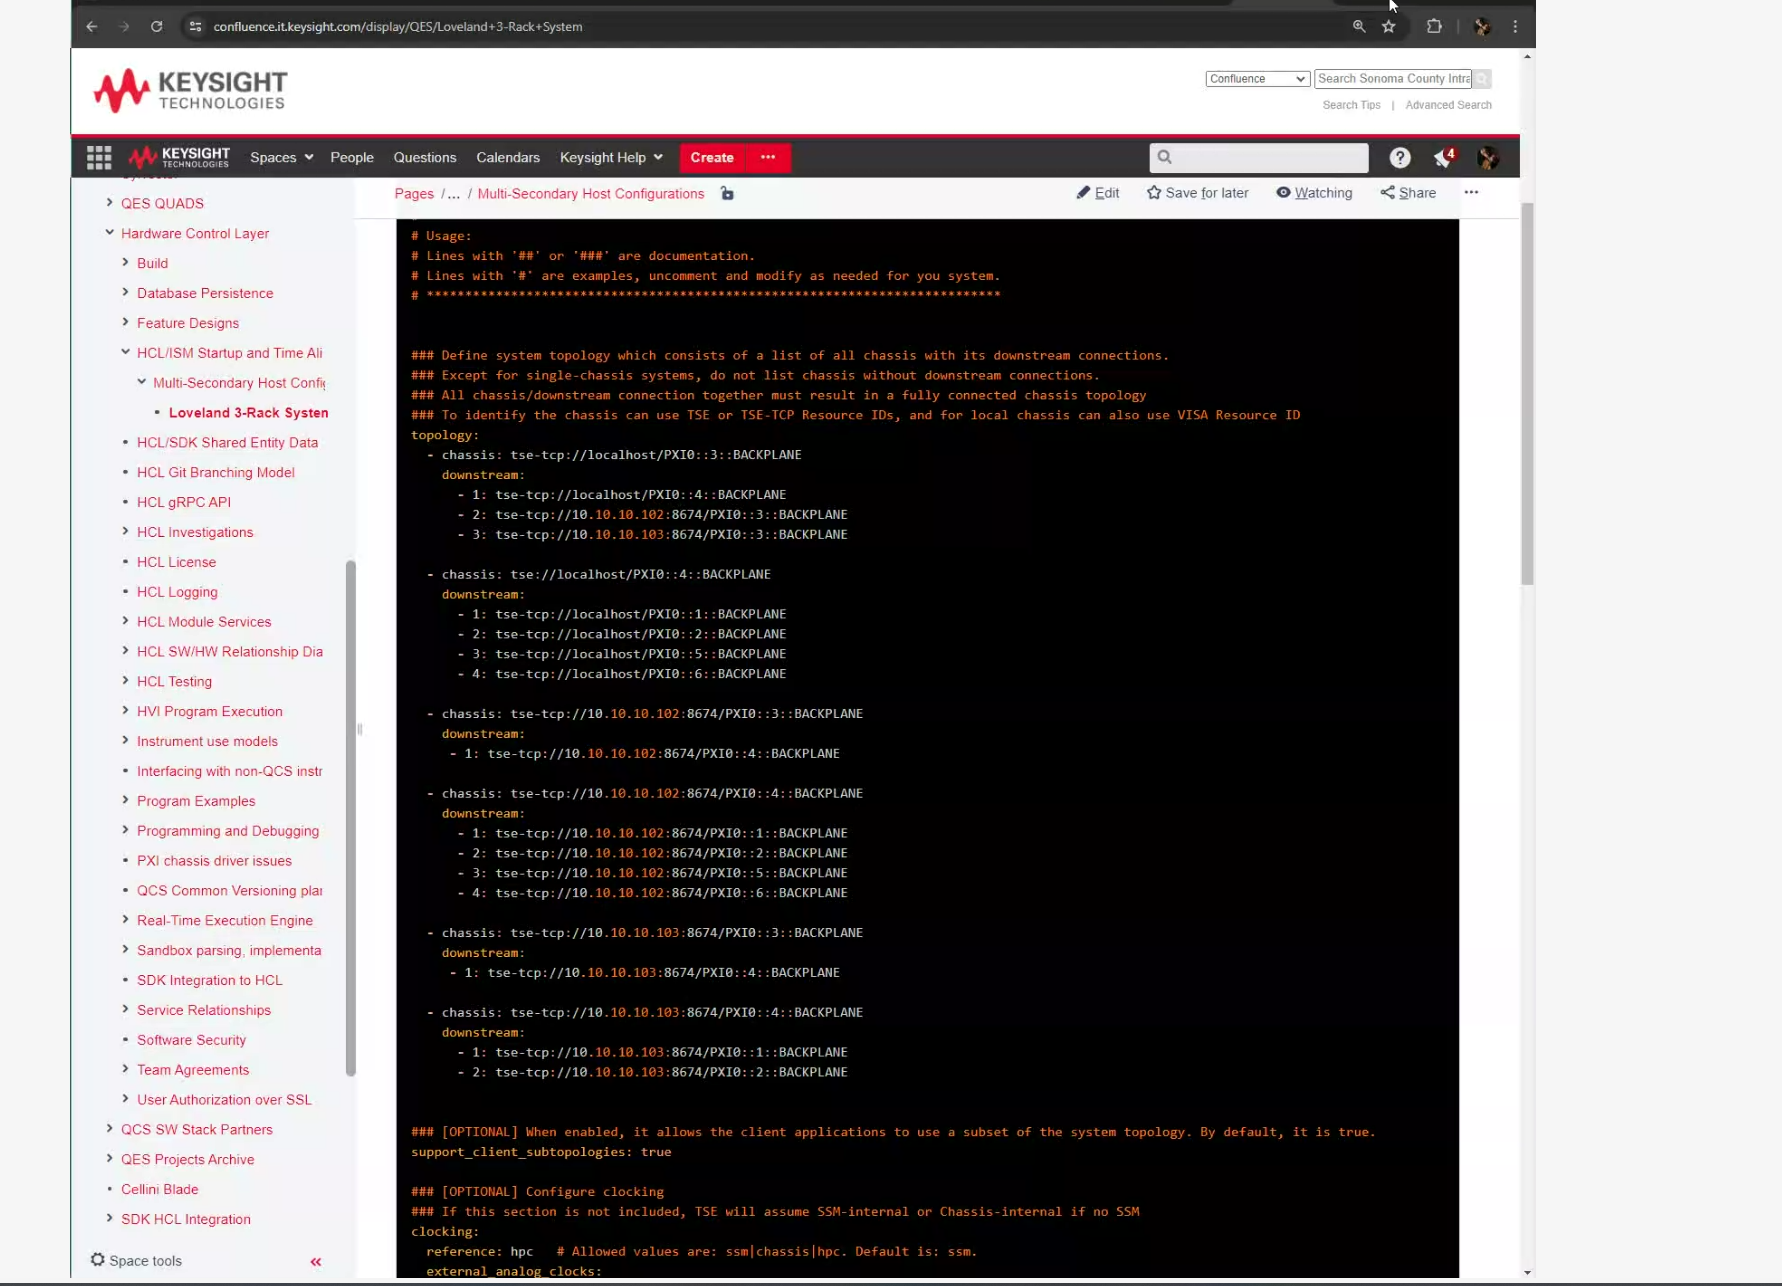 confluence.it.keysight.com/display/QES/Loveland+3-Rack+System
KEYSIGHT
TECHNOLOGIES
Confluence
Search Sonoma County Intra
Search Tips | Advanced Search
KEYSIGHT
TECHNOLOGIES
Spaces
People
Questions
Calendars
Keysight Help
Create
4
QES QUADS
Hardware Control Layer
Build
Database Persistence
Feature Designs
HCL/ISM Startup and Time Ali
Multi-Secondary Host Config
Loveland 3-Rack System
HCL/SDK Shared Entity Data
HCL Git Branching Model
HCL gRPC API
HCL Investigations
HCL License
HCL Logging
HCL Module Services
HCL SW/HW Relationship Dia
HCL Testing
HVI Program Execution
Instrument use models
Interfacing with non-QCS instr
Program Examples
Programming and Debugging
PXI chassis driver issues
QCS Common Versioning plan
Real-Time Execution Engine
Sandbox parsing, implementa
SDK Integration to HCL
Service Relationships
Software Security
Team Agreements
User Authorization over SSL
QCS SW Stack Partners
QES Projects Archive
Cellini Blade
SDK HCL Integration
Space tools
Pages /... / Multi-Secondary Host Configurations
Edit
Save for later
Watching
Share
# Usage:
# Lines with '##' or '###' are documentation.
# Lines with '#' are examples, uncomment and modify as needed for you system.
# ***************************************************************************
### Define system topology which consists of a list of all chassis with its downstream connections.
### Except for single-chassis systems, do not list chassis without downstream connections.
### All chassis/downstream connection together must result in a fully connected chassis topology
### To identify the chassis can use TSE or TSE-TCP Resource IDs, and for local chassis can also use VISA Resource ID
topology:
- chassis: tse-tcp://localhost/PXI0::3::BACKPLANE
downstream:
- 1: tse-tcp://localhost/PXI0::4::BACKPLANE
- 2: tse-tcp://10.10.10.102:8674/PXI0::3::BACKPLANE
- 3: tse-tcp://10.10.10.103:8674/PXI0::3::BACKPLANE
- chassis: tse://localhost/PXI0::4::BACKPLANE
downstream:
- 1: tse-tcp://localhost/PXI0::1::BACKPLANE
- 2: tse-tcp://localhost/PXI0::2::BACKPLANE
- 3: tse-tcp://localhost/PXI0::5::BACKPLANE
- 4: tse-tcp://localhost/PXI0::6::BACKPLANE
- chassis: tse-tcp://10.10.10.102:8674/PXI0::3::BACKPLANE
downstream:
- 1: tse-tcp://10.10.10.102:8674/PXI0::4::BACKPLANE
- chassis: tse-tcp://10.10.10.102:8674/PXI0::4::BACKPLANE
downstream:
- 1: tse-tcp://10.10.10.102:8674/PXI0::1::BACKPLANE
- 2: tse-tcp://10.10.10.102:8674/PXI0::2::BACKPLANE
- 3: tse-tcp://10.10.10.102:8674/PXI0::5::BACKPLANE
- 4: tse-tcp://10.10.10.102:8674/PXI0::6::BACKPLANE
- chassis: tse-tcp://10.10.10.103:8674/PXI0::3::BACKPLANE
downstream:
- 1: tse-tcp://10.10.10.103:8674/PXI0::4::BACKPLANE
- chassis: tse-tcp://10.10.10.103:8674/PXI0::4::BACKPLANE
downstream:
- 1: tse-tcp://10.10.10.103:8674/PXI0::1::BACKPLANE
- 2: tse-tcp://10.10.10.103:8674/PXI0::2::BACKPLANE
### [OPTIONAL] When enabled, it allows the client applications to use a subset of the system topology. By default, it is true.
support_client_subtopologies: true
### [OPTIONAL] Configure clocking
### If this section is not included, TSE will assume SSM-internal or Chassis-internal if no SSM
clocking:
reference: hpc # Allowed values are: ssm|chassis|hpc. Default is: ssm.
external_analog_clocks: